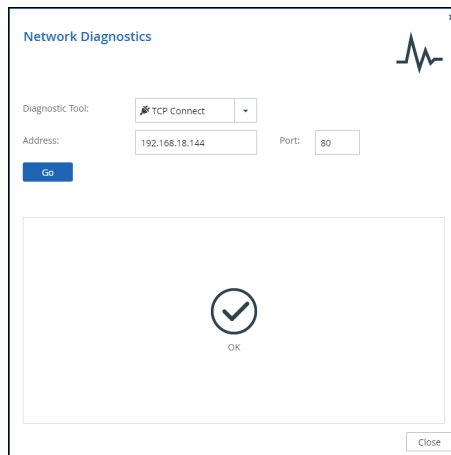 Network Diagnostics
Diagnostic Tool: TCP Connect
Address: 192.168.18.144 Port: 80
Go
OK
Close